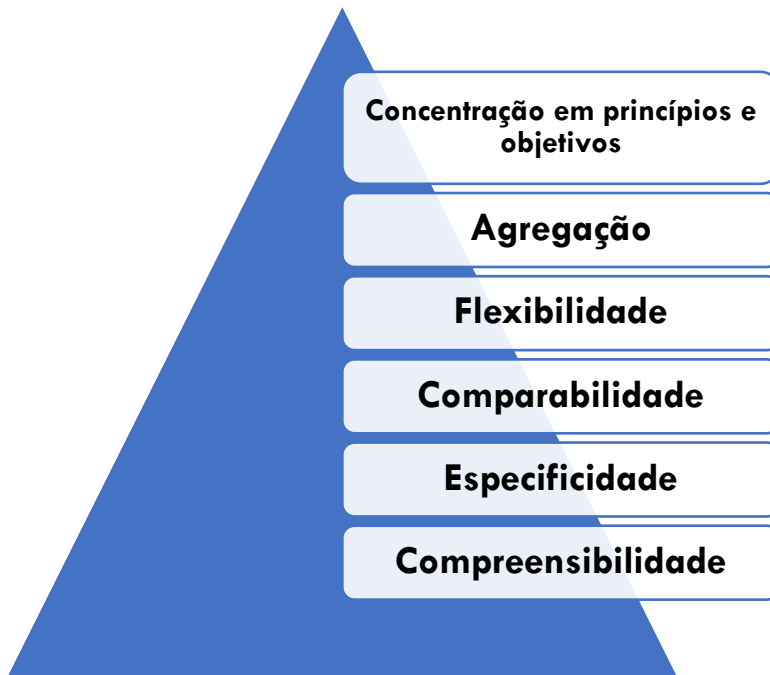 Concentração em princípios e
objetivos
Agregação
Flexibilidade
Comparabilidade
Especificidade
Compreensibilidade